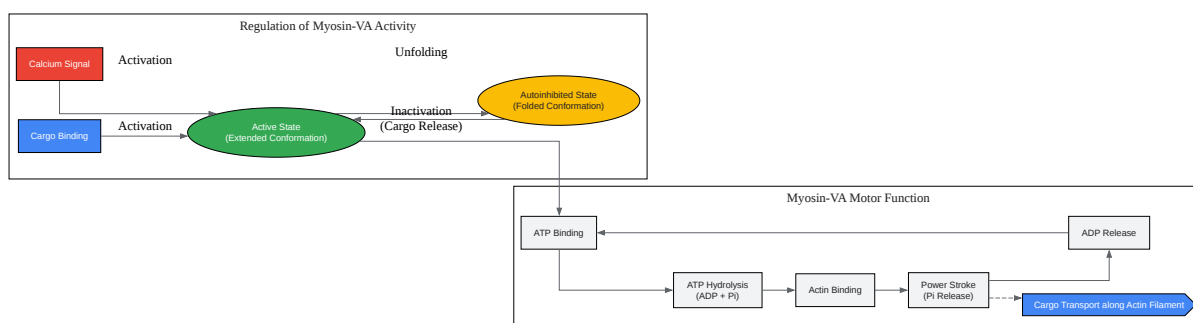 Regulation of Myosin-VA Activity
Calcium Signal
Activation
Unfolding
Autoinhibited State
(Folded Conformation)
Inactivation
(Cargo Release)
Cargo Binding
Activation
Active State
(Extended Conformation)
Myosin-VA Motor Function
ATP Binding
ADP Release
ATP Hydrolysis
(ADP + Pi)
Actin Binding
Power Stroke
(Pi Release)
Cargo Transport along Actin Filament